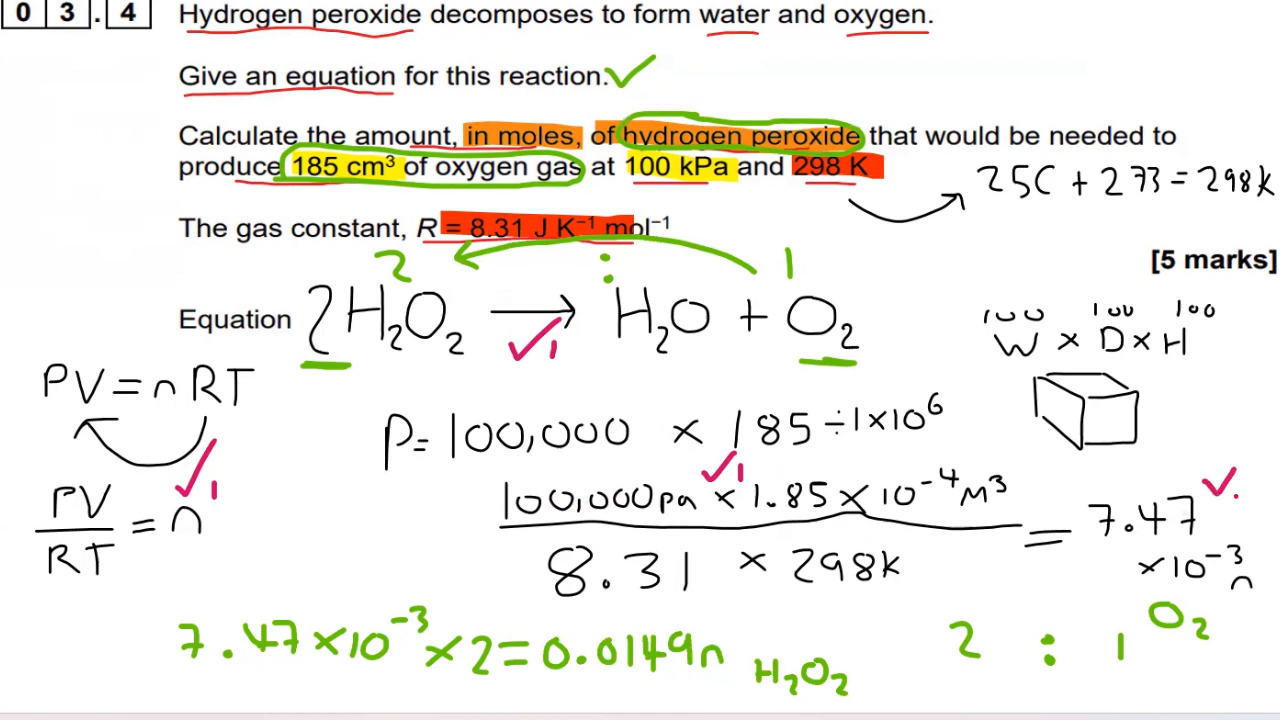 0 3 . 4 Hydrogen peroxide decomposes to form water and oxygen.
Give an equation for this reaction. ✓
Calculate the amount, in moles, of hydrogen peroxide that would be needed to
produce 185 cm³ of oxygen gas at 100 kPa and 298 K
25C + 273 = 298k
The gas constant, R = 8.31 J K⁻¹ mol⁻¹
[5 marks]
2 : 1
Equation 2H₂O₂ → H₂O + O₂
✓1
100 100 100
W × D × H
PV = nRT
P = 100,000 × 185 ÷ 1×10⁶
✓1
✓1
PV/RT = n
100,000pa × 1.85 × 10⁻⁴ M³
8.31 × 298k
= 7.47 ✓
×10⁻³ n
7.47×10⁻³ × 2 = 0.0149n H₂O₂
2 : 1 O₂